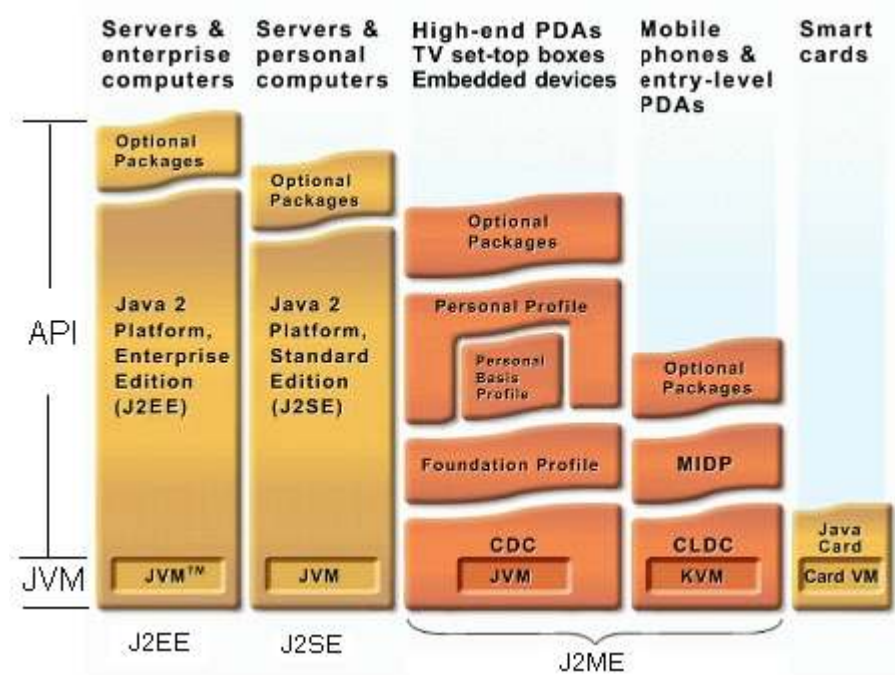 Servers &
enterprise
computers
Servers &
personal
computers
High-end PDAs
TV set-top boxes
Embedded devices
Mobile
phones &
entry-level
PDAs
Smart
cards
API
JVM
Optional
Packages
Java 2
Platform,
Enterprise
Edition
(J2EE)
JVM™
J2EE
Optional
Packages
Java 2
Platform,
Standard
Edition
(J2SE)
JVM
J2SE
Optional
Packages
Personal Profile
Personal
Basis
Profile
Foundation Profile
CDC
JVM
Optional
Packages
MIDP
CLDC
KVM
J2ME
Java
Card
Card VM